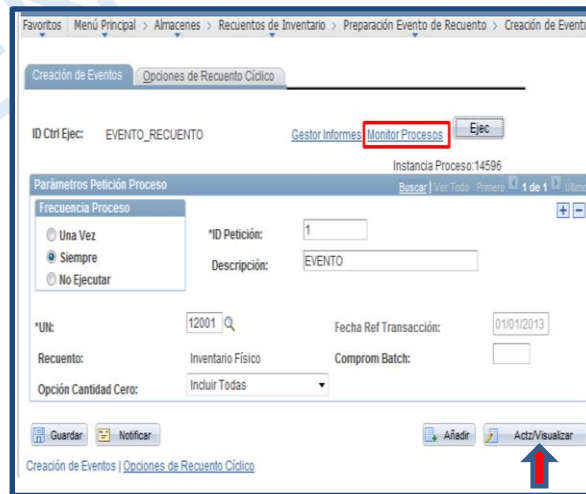 Favoritos Menú Principal > Almacenes > Recuentos de Inventario > Preparación Evento de Recuento > Creación de Evento
Creación de Eventos Opciones de Recuento Cíclico
ID Ctrl Ejec: EVENTO_RECUENTO Gestor Informes Monitor Procesos Ejec
Instancia Proceso:14596
Parámetros Petición Proceso Buscar | Ver Todo Primero 1 de 1 Último
Frecuencia Proceso
Una Vez *ID Petición: 1
Siempre Descripción: EVENTO
No Ejecutar
*UN: 12001 Fecha Ref Transacción: 01/01/2013
Recuento: Inventario Físico Comprom Batch:
Opción Cantidad Cero: Incluir Todas
Guardar Notificar Añadir Actz/Visualizar
Creación de Eventos | Opciones de Recuento Cíclico